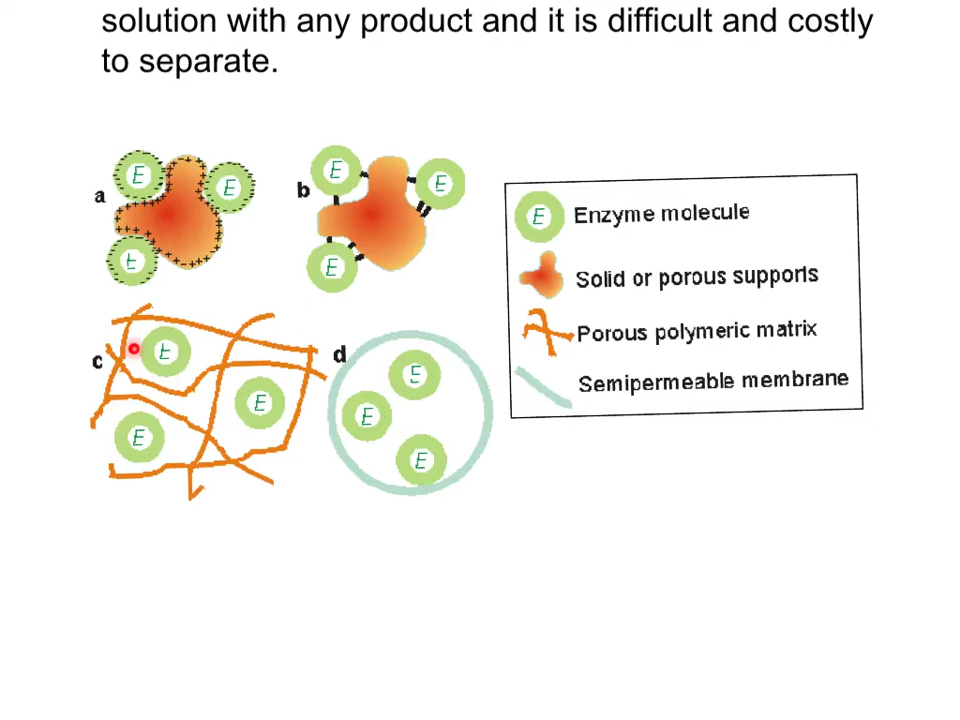 solution with any product and it is difficult and costly
to separate.
a
E
E
E
b
E
E
E
E Enzyme molecule
Solid or porous supports
Porous polymeric matrix
Semipermeable membrane
c
E
E
E
d
E
E
E